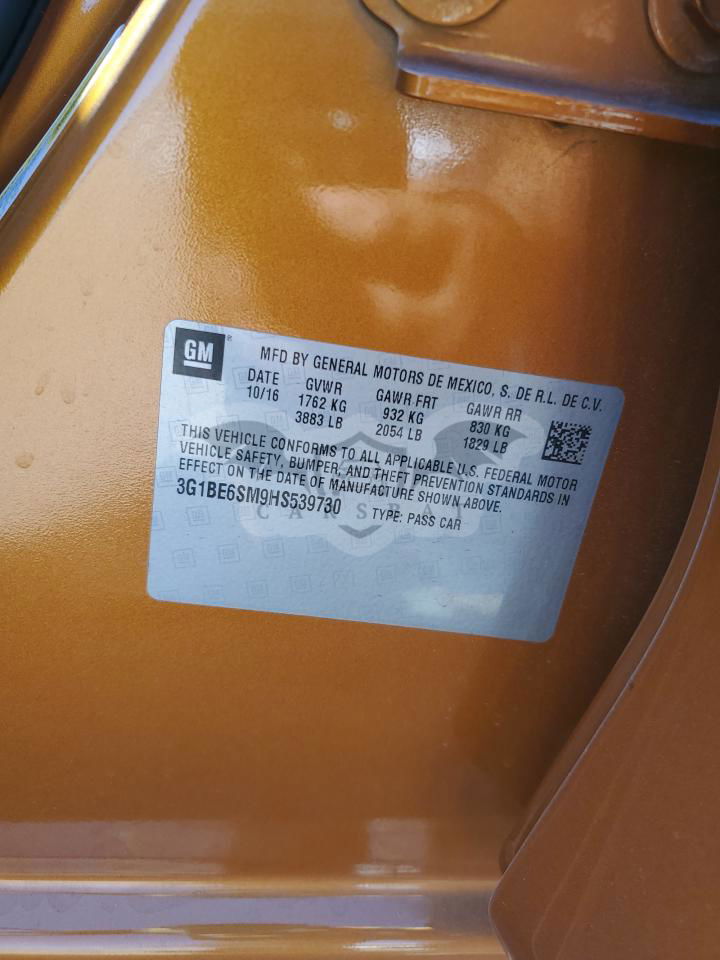 GM
MFD BY GENERAL MOTORS DE MEXICO, S. DE R.L. DE C.V.
DATE GVWR GAWR FRT GAWR RR
10/16 1762 KG 932 KG 830 KG
3883 LB 2054 LB 1829 LB
THIS VEHICLE CONFORMS TO ALL APPLICABLE U.S. FEDERAL MOTOR
VEHICLE SAFETY, BUMPER, AND THEFT PREVENTION STANDARDS IN
EFFECT ON THE DATE OF MANUFACTURE SHOWN ABOVE.
3G1BE6SM9HS539730 TYPE: PASS CAR
CARSBAT